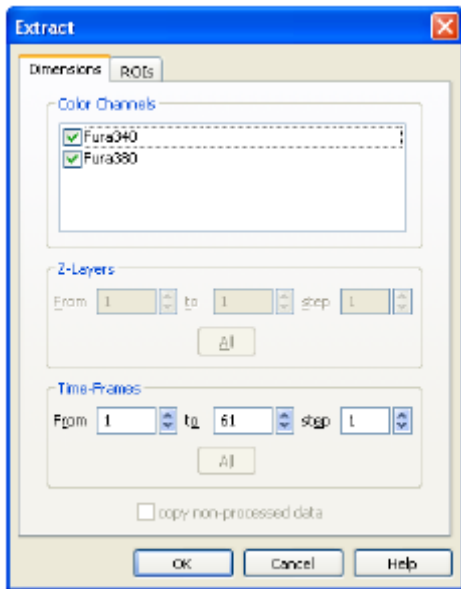 Extract
Dimensions ROIs
Color Channels
Fura340
Fura380
Z-Layers
From 1 to 1 step 1
All
Time-Frames
From 1 to 61 step 1
All
copy non-processed data
OK Cancel Help